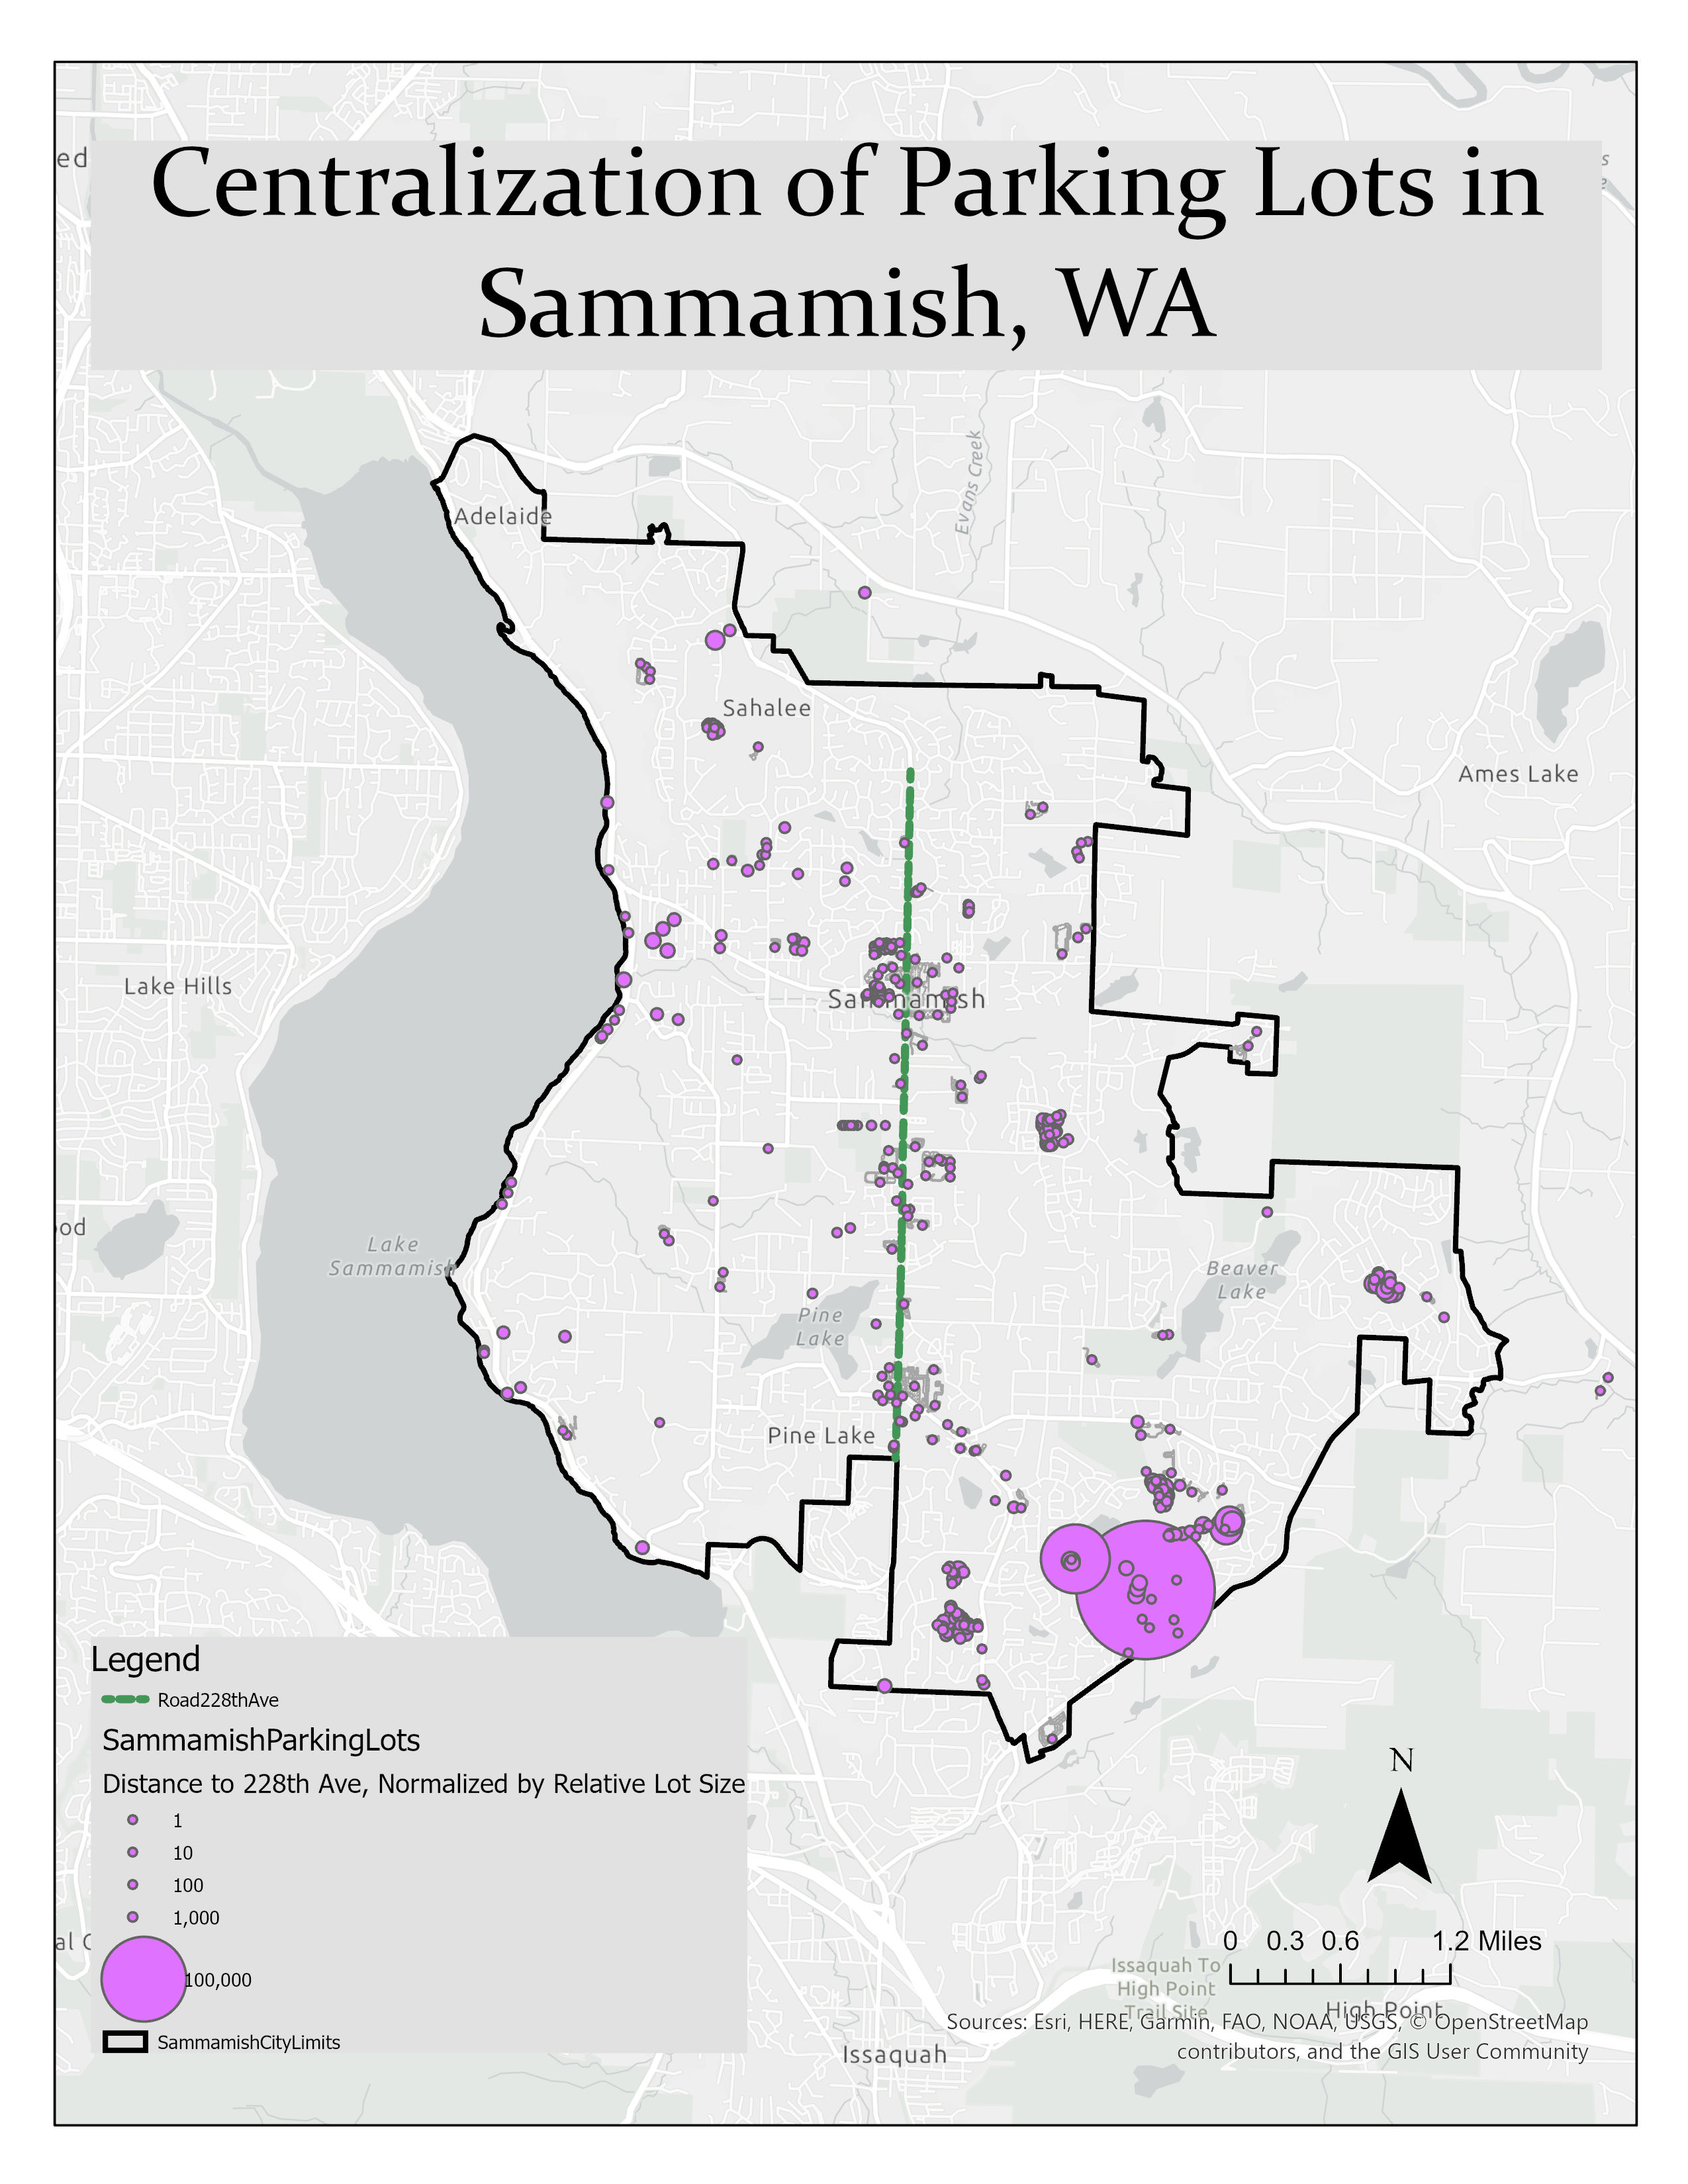 Centralization of Parking Lots in
Sammamish, WA
ed
Adelaide
Evans Creek
Sahalee
Ames Lake
Lake Hills
Sammamish
Lake
Sammamish
Beaver
Lake
Pine
Lake
Pine Lake
Legend
Road228thAve
SammamishParkingLots
Distance to 228th Ave, Normalized by Relative Lot Size
1
10
100
1,000
100,000
SammamishCityLimits
N
0 0.3 0.6 1.2 Miles
Issaquah To
High Point
Trail Site
High Point
Sources: Esri, HERE, Garmin, FAO, NOAA, USGS, © OpenStreetMap
contributors, and the GIS User Community
Issaquah